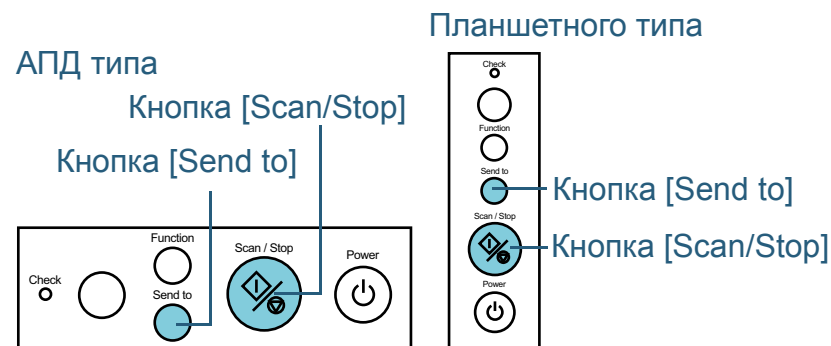 Планшетного типа
АПД типа
Кнопка [Scan/Stop]
Кнопка [Send to]
Check
Function
Send to
Scan / Stop
Power
Check
Function
Send to
Кнопка [Send to]
Scan / Stop
Кнопка [Scan/Stop]
Power